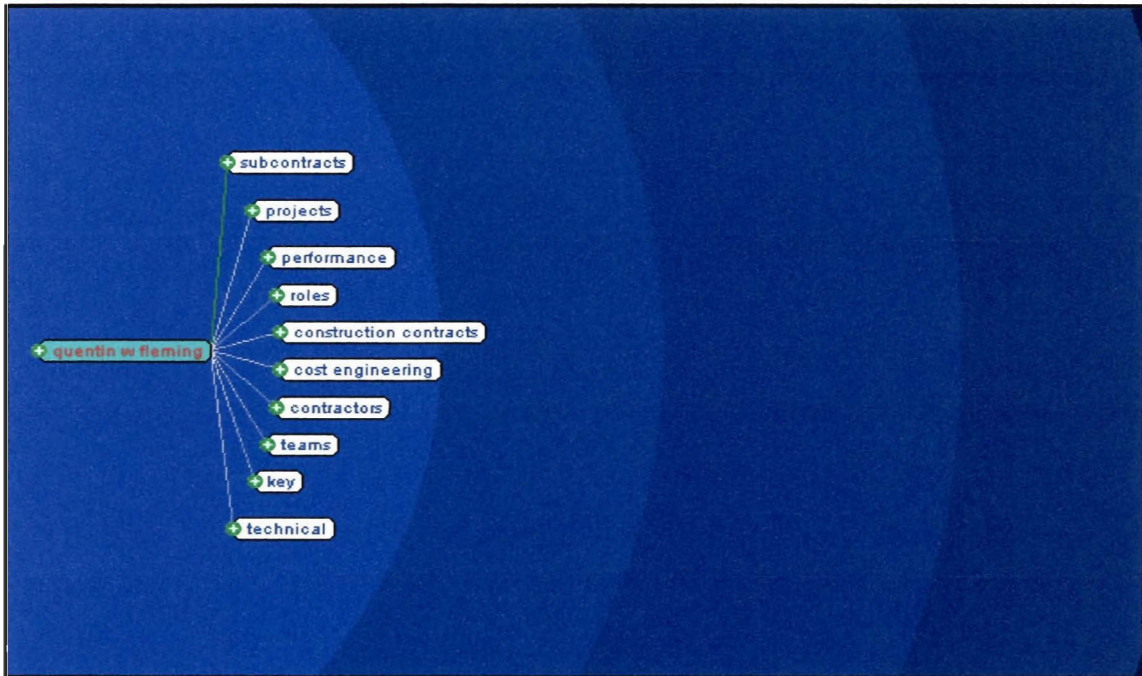 subcontracts
projects
performance
roles
construction contracts
quentin w fleming
cost engineering
contractors
teams
key
technical